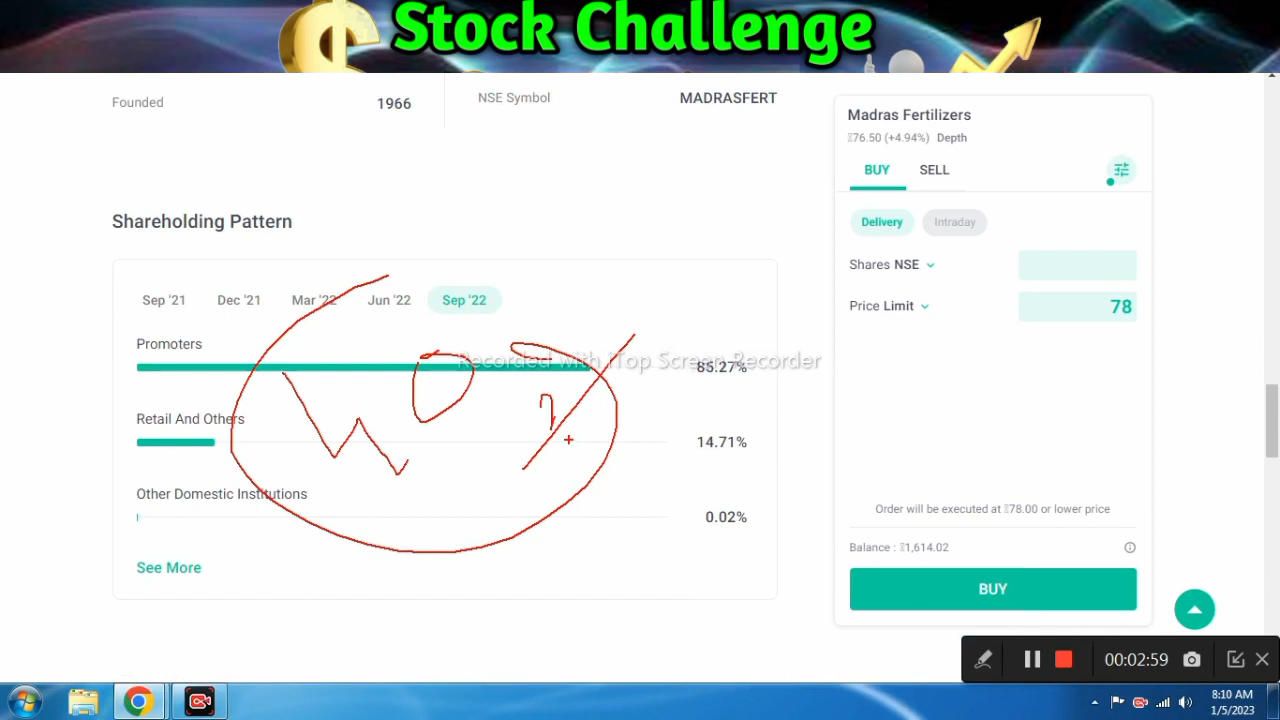 Stock Challenge
Founded 1966
NSE Symbol MADRASFERT
Shareholding Pattern
Sep '21 Dec '21 Mar '22 Jun '22 Sep '22
Promoters
85.27%
Retail And Others
14.71%
Other Domestic Institutions
0.02%
See More
Recorded with iTop Screen Recorder
Madras Fertilizers
76.50 (+4.94%) Depth
BUY SELL
Delivery Intraday
Shares NSE
Price Limit 78
Order will be executed at 78.00 or lower price
Balance : 1,614.02
BUY
00:02:59
8:10 AM
1/5/2023